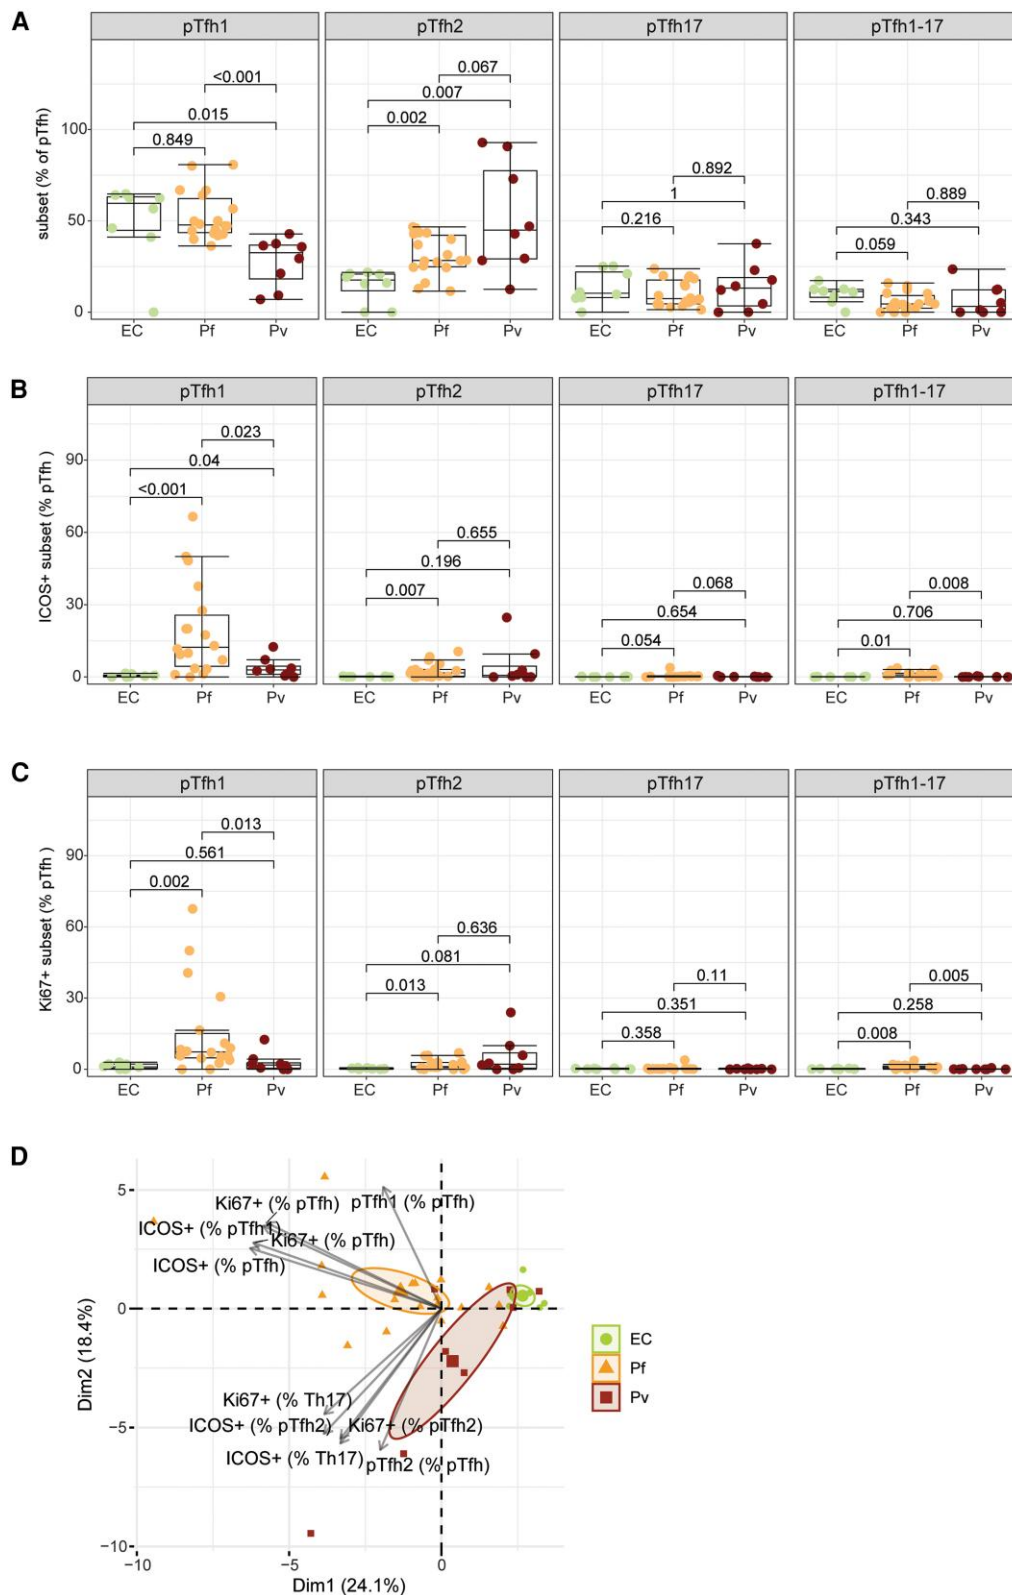 A
pTfh1 pTfh2 pTfh17 pTfh1-17
subset (% of pTfh)
100
50
0
<0.001
0.015
0.849
0.067
0.007
0.002
0.892
1
0.216
0.889
0.343
0.059
EC Pf Pv EC Pf Pv EC Pf Pv EC Pf Pv
B
pTfh1 pTfh2 pTfh17 pTfh1-17
ICOS+ subset (% pTfh )
90
60
30
0
0.023
0.04
<0.001
0.655
0.196
0.007
0.068
0.654
0.054
0.008
0.706
0.01
EC Pf Pv EC Pf Pv EC Pf Pv EC Pf Pv
C
pTfh1 pTfh2 pTfh17 pTfh1-17
Ki67+ subset (% pTfh )
90
60
30
0
0.013
0.561
0.002
0.636
0.081
0.013
0.11
0.351
0.358
0.005
0.258
0.008
EC Pf Pv EC Pf Pv EC Pf Pv EC Pf Pv
D
Dim2 (18.4%)
5
0
−5
−10
Ki67+ (% pTfh)
pTfh1 (% pTfh)
ICOS+ (% pTfh1)
Ki67+ (% pTfh)
ICOS+ (% pTfh)
Ki67+ (% Th17)
ICOS+ (% pTfh2)
Ki67+ (% pTfh2)
ICOS+ (% Th17)
pTfh2 (% pTfh)
−10 −5 0
Dim1 (24.1%)
EC
Pf
Pv